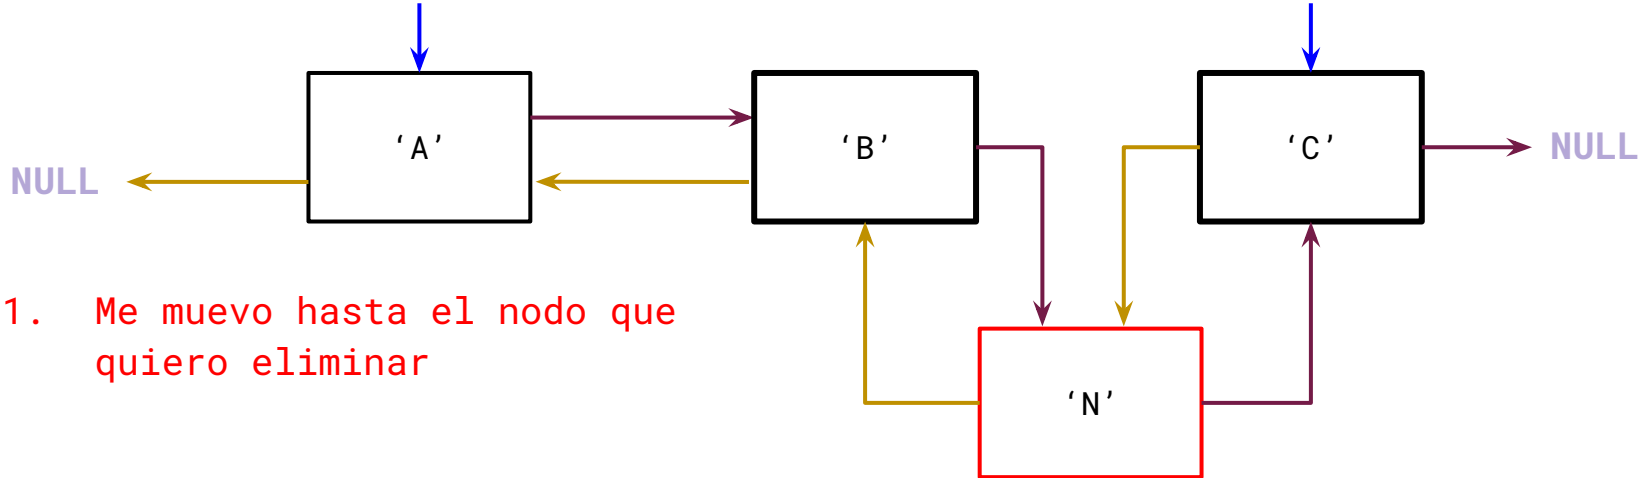 ‘A’
‘B’
‘C’
NULL
NULL
1. Me muevo hasta el nodo que
quiero eliminar
‘N’